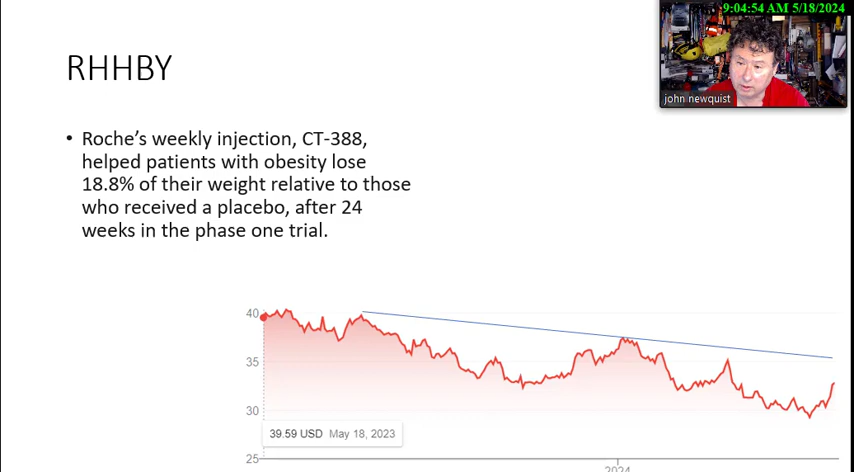 9:04:54 AM 5/18/2024
john newquist
RHHBY
• Roche's weekly injection, CT-388,
helped patients with obesity lose
18.8% of their weight relative to those
who received a placebo, after 24
weeks in the phase one trial.
40
35
30
25
39.59 USD May 18, 2023
2024